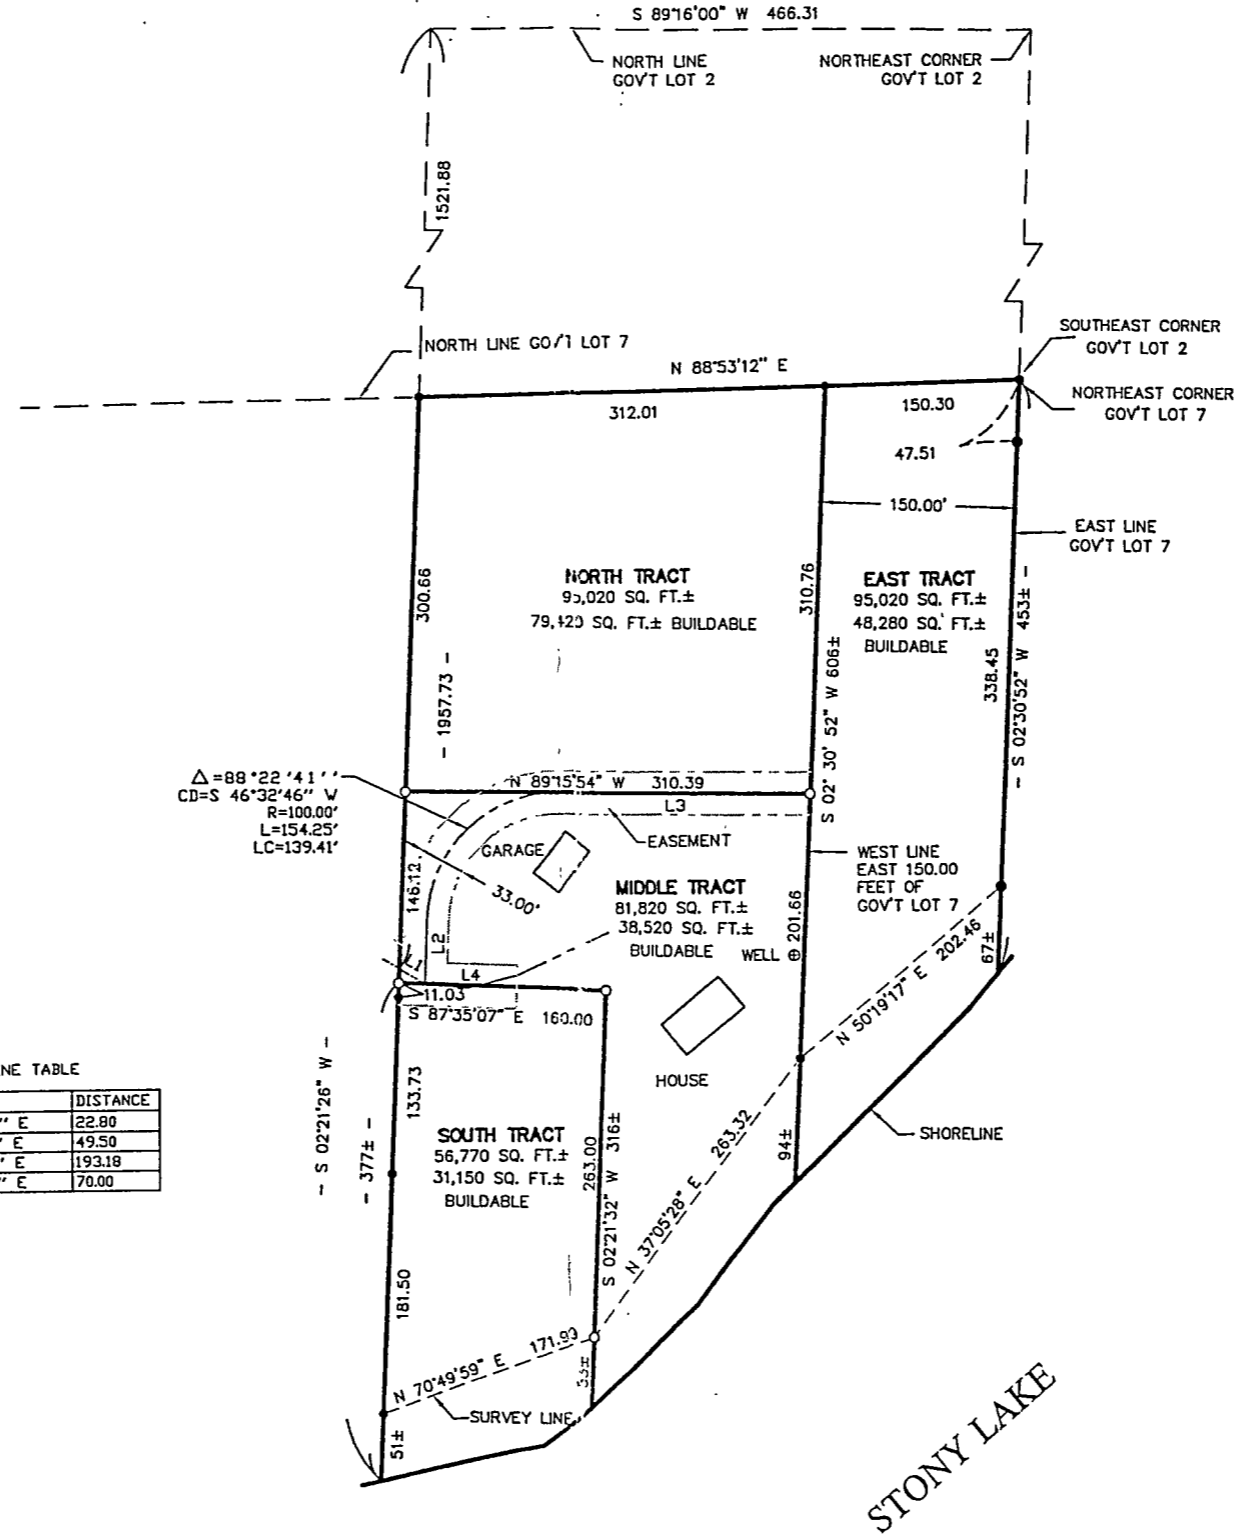 S 89°16'00" W 466.31
NORTH LINE
GOV'T LOT 2
NORTHEAST CORNER
GOV'T LOT 2
1521.88
NORTH LINE GO/1 LOT 7
N 88°53'12" E
SOUTHEAST CORNER
GOV'T LOT 2
NORTHEAST CORNER
GOV'T LOT 7
312.01
150.30
47.51
150.00'
EAST LINE
GOV'T LOT 7
300.66
NORTH TRACT
95,020 SQ. FT.±
79,420 SQ. FT.± BUILDABLE
310.76
EAST TRACT
95,020 SQ. FT.±
48,280 SQ. FT.±
BUILDABLE
338.45
- S 02°30'52" W 453± -
- 1957.73 -
S 02° 30' 52" W 606±
△=88°22'41''
CD=S 46°32'46" W
R=100.00'
L=154.25'
LC=139.41'
N 89°15'54" W 310.39
L3
EASEMENT
GARAGE
146.12
33.00'
MIDDLE TRACT
81,820 SQ. FT.±
38,520 SQ. FT.±
BUILDABLE
WELL
201.66
WEST LINE
EAST 150.00
FEET OF
GOV'T LOT 7
L2
L1
L4
11.03
S 87°35'07" E 160.00
N 50°19'17" E 202.46
67±
HOUSE
- S 02°21'26" W -
- 377± -
133.73
NE TABLE
DISTANCE
" E 22.80
' E 49.50
' E 193.18
" E 70.00
SOUTH TRACT
56,770 SQ. FT.±
31,150 SQ. FT.±
BUILDABLE
263.00
S 02°21'32" W 316±
N 37°05'28" E 263.32
94±
SHORELINE
181.50
N 70°49'59" E
SURVEY LINE
51±
STONY LAKE